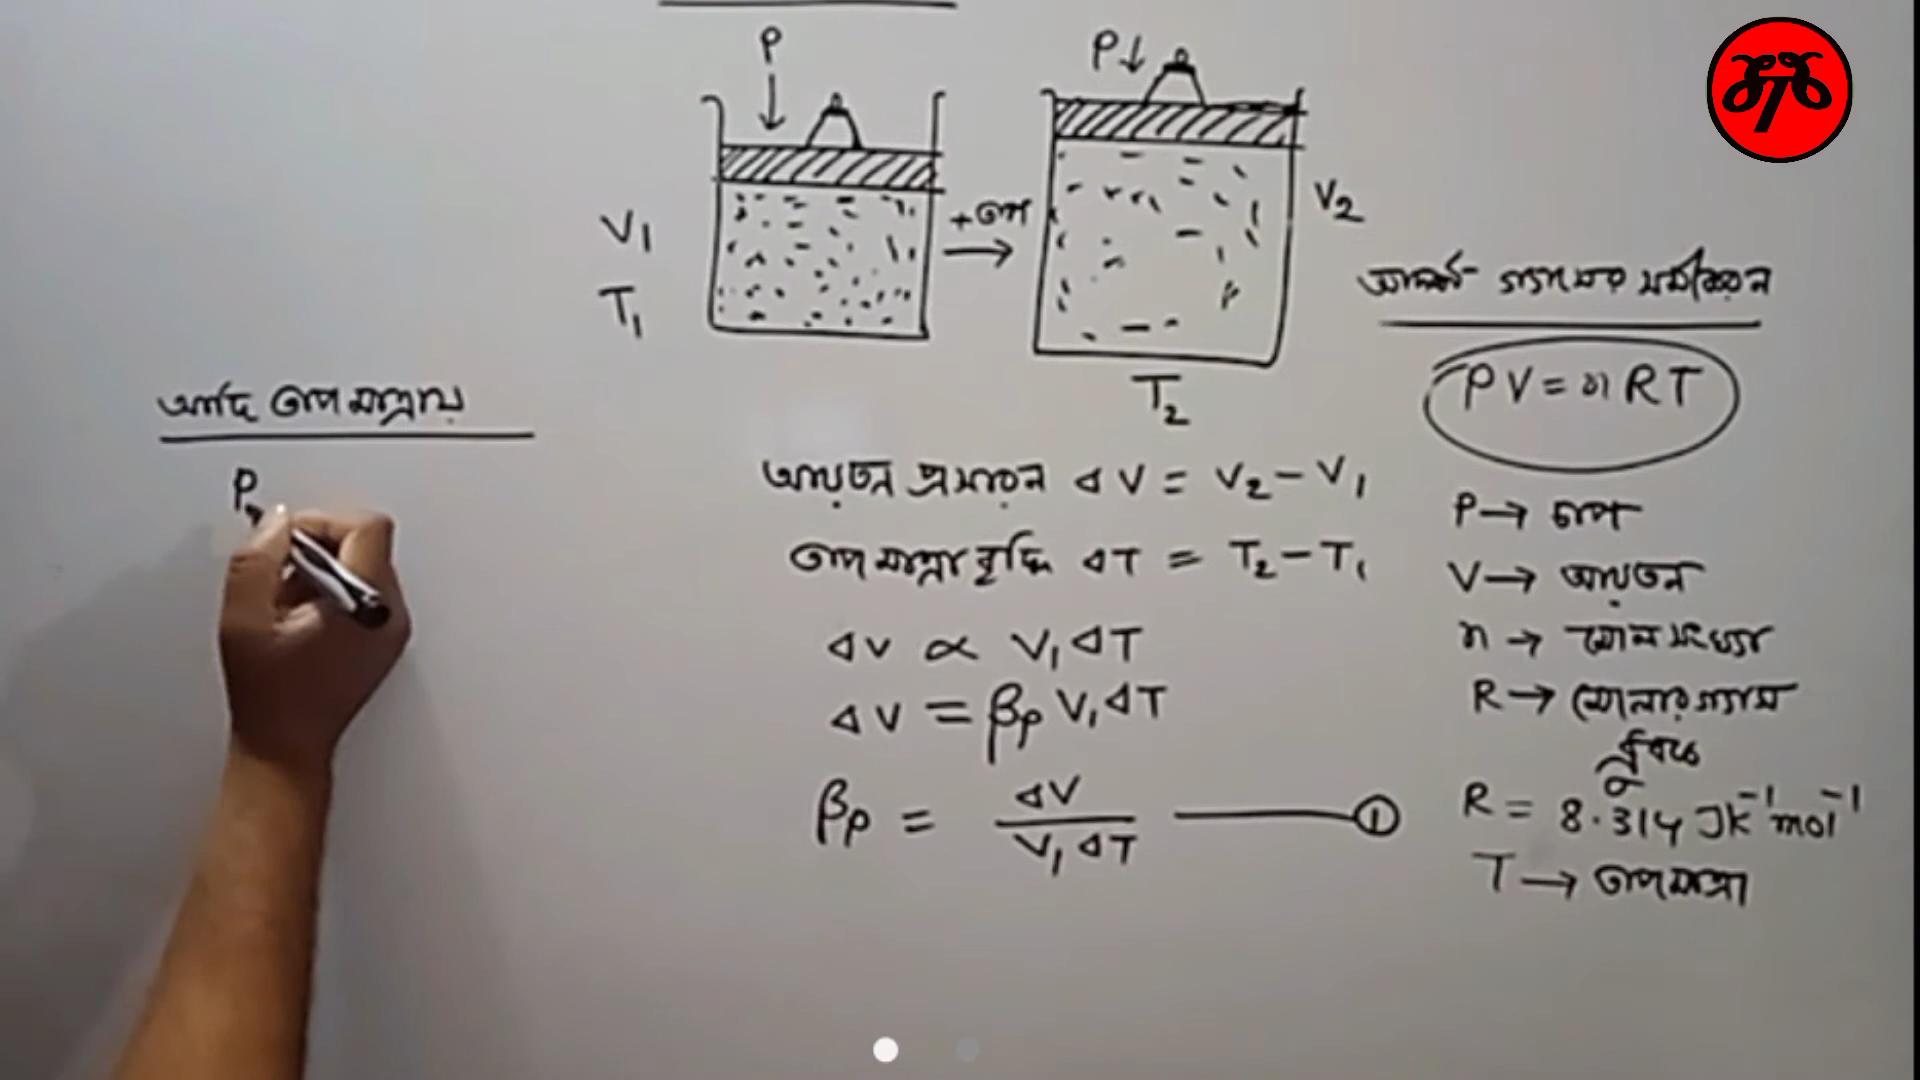 P
P↓
V₁
+তাপ
V₂
T₁
T₂
আদর্শ গ্যাসের সমীকরন
PV = nRT
আদি তাপমাত্রায়
P
আয়তন প্রসারন ΔV = V₂ − V₁
তাপমাত্রা বৃদ্ধি ΔT = T₂ − T₁
ΔV ∝ V₁ΔT
ΔV = βₚ V₁ΔT
βₚ = ΔV / V₁ΔT ——— ①
P → চাপ
V → আয়তন
n → মোল সংখ্যা
R → মোলার গ্যাস
ধ্রুবক
R = 8.314 JK⁻¹mol⁻¹
T → তাপমাত্রা